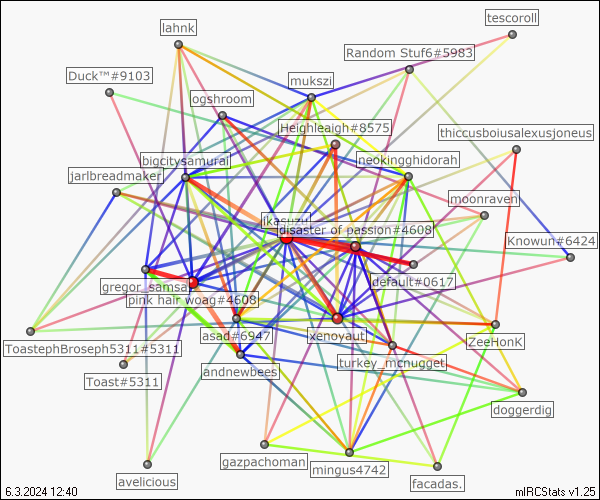 tescoroll
lahnk
Random Stuf6#5983
Duck™#9103
mukszi
ogshroom
Heighleaigh#8575
thiccusboiusalexusjoneus
bigcitysamurai
neokingghidorah
jarlbreadmaker
moonraven
ikasuzu
disaster of passion#4608
Knowun#6424
default#0617
gregor_samsa
pink hair woag#4608
asad#6947
xenoyaut
ZeeHonK
ToastephBroseph5311#5311
turkey_mcnugget
andnewbees
Toast#5311
doggerdig
gazpachoman
mingus4742
avelicious
facadas.
6.3.2024 12:40
mIRCStats v1.25